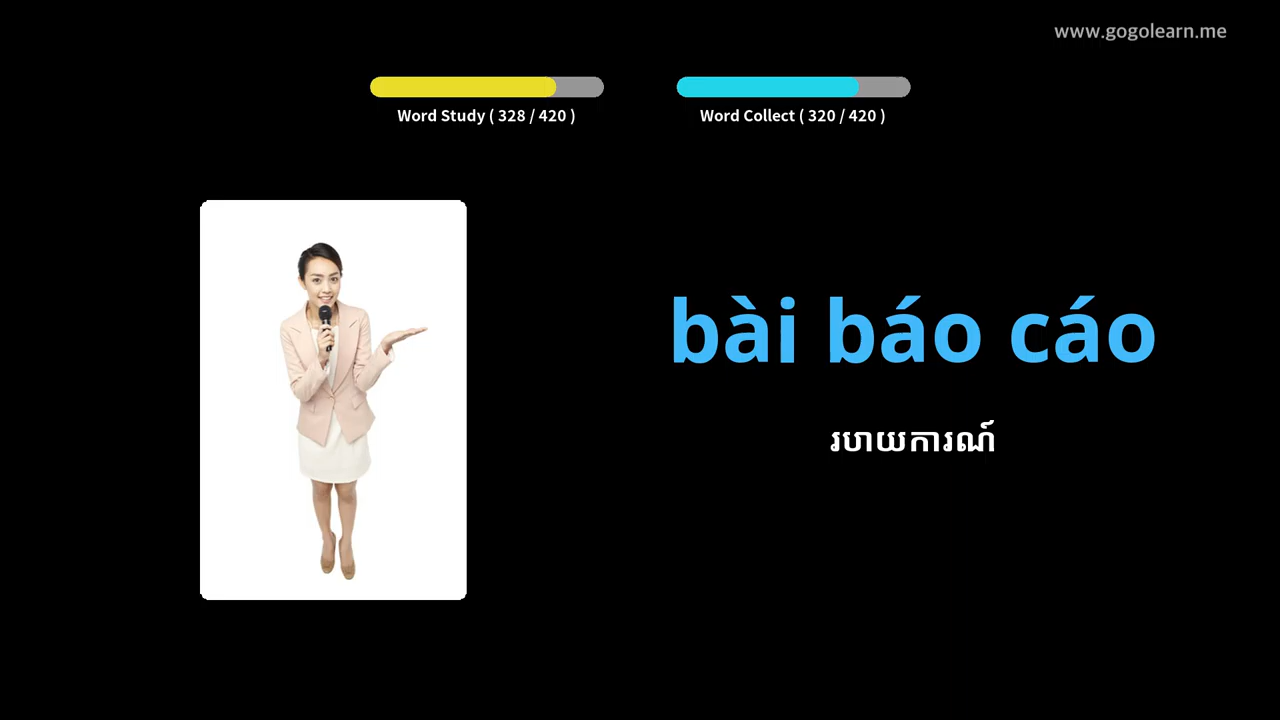 www.gogolearn.me
Word Study ( 328 / 420 )
Word Collect ( 320 / 420 )
bài báo cáo
របាយការណ៍